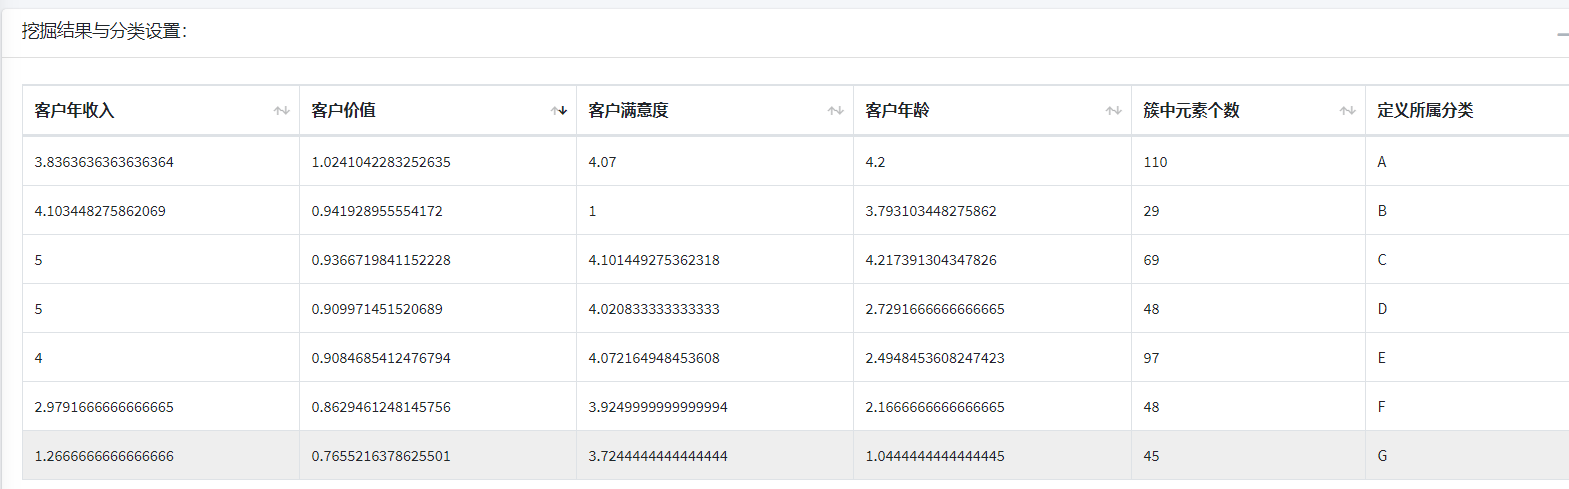 挖掘结果与分类设置:
客户年收入 客户价值 客户满意度 客户年龄 簇中元素个数 定义所属分类
3.8363636363636364 1.0241042283252635 4.07 4.2 110 A
4.103448275862069 0.941928955554172 1 3.793103448275862 29 B
5 0.9366719841152228 4.101449275362318 4.217391304347826 69 C
5 0.909971451520689 4.020833333333333 2.7291666666666665 48 D
4 0.9084685412476794 4.072164948453608 2.4948453608247423 97 E
2.9791666666666665 0.8629461248145756 3.9249999999999994 2.1666666666666665 48 F
1.2666666666666666 0.7655216378625501 3.7244444444444444 1.0444444444444445 45 G